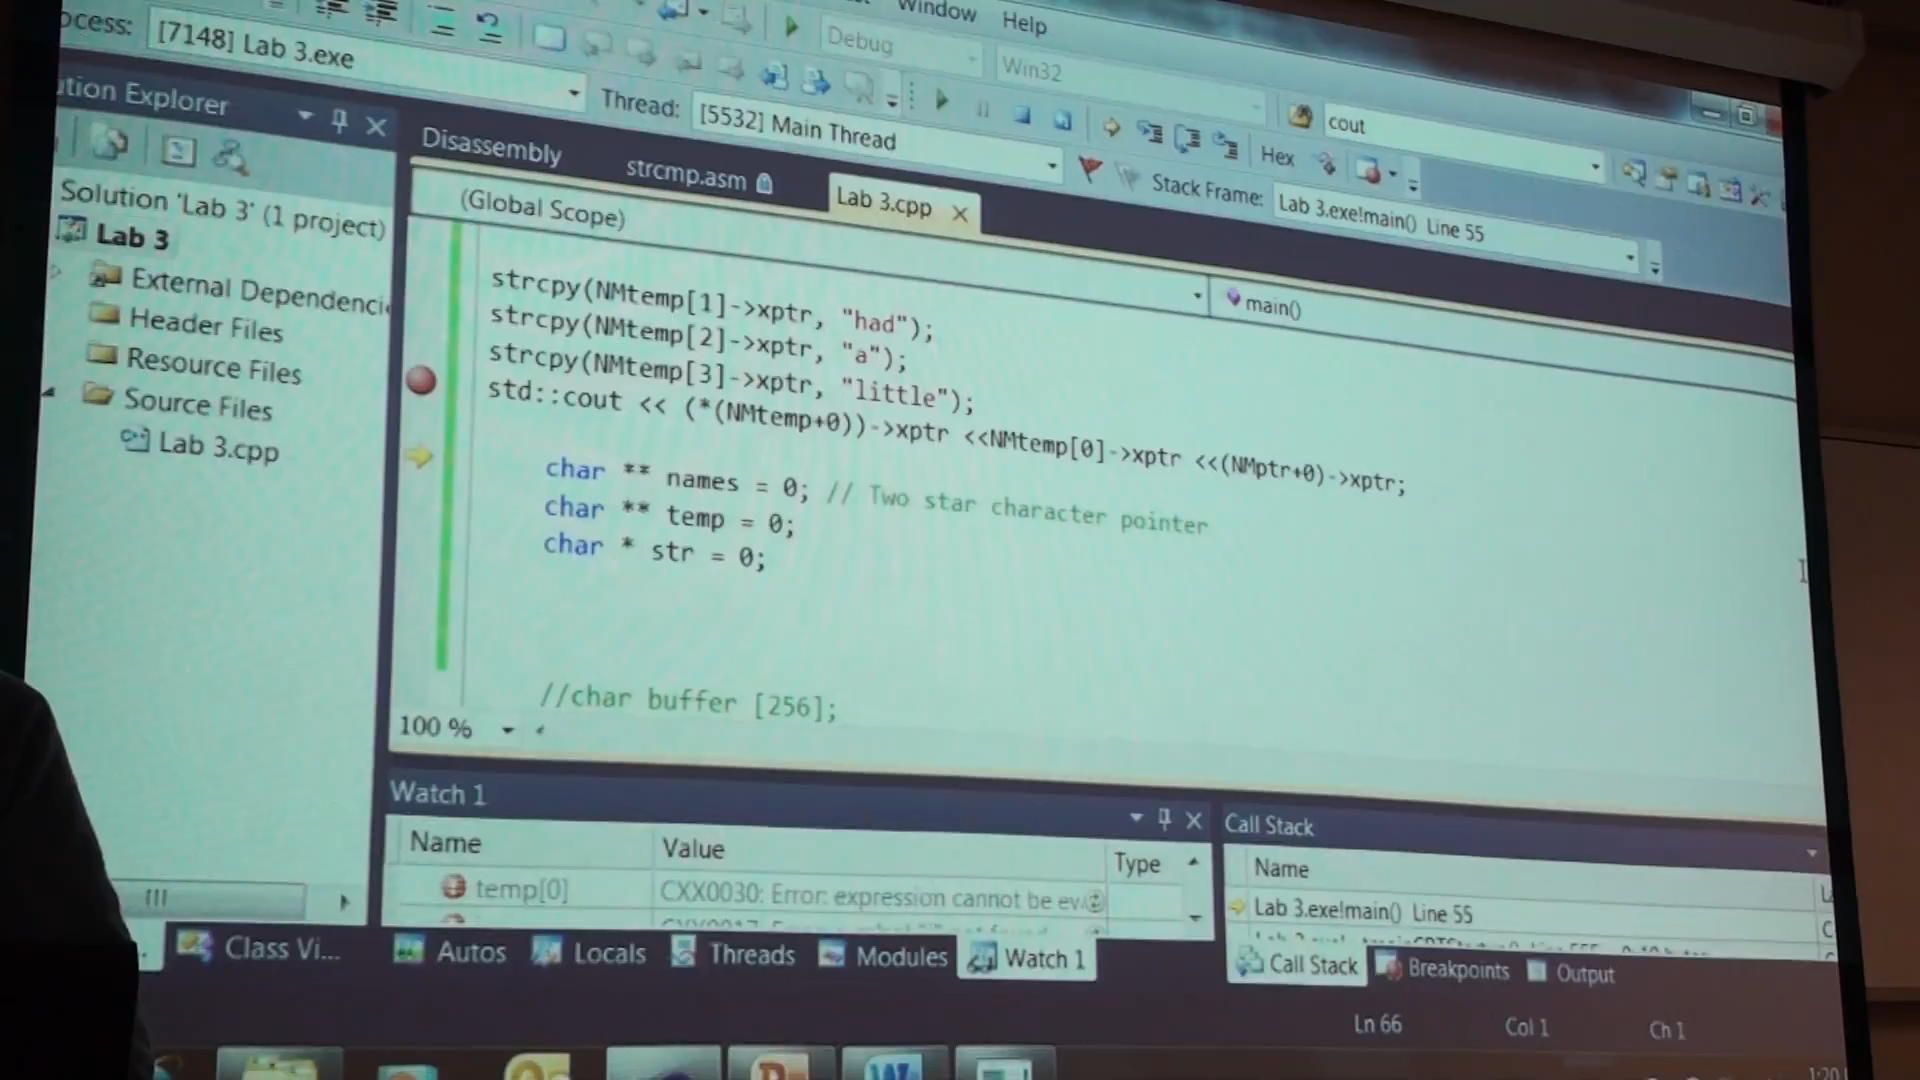 Window Help
[7148] Lab 3.exe
Debug
Win32
Thread: [5532] Main Thread
cout
Hex
Stack Frame: Lab 3.exe!main() Line 55
Explorer
Solution 'Lab 3' (1 project)
Lab 3
External Dependenci
Header Files
Resource Files
Source Files
Lab 3.cpp
Disassembly
strcmp.asm
Lab 3.cpp
(Global Scope)
main()
strcpy(NMtemp[1]->xptr, "had");
strcpy(NMtemp[2]->xptr, "a");
strcpy(NMtemp[3]->xptr, "little");
std::cout << (*(NMtemp+0))->xptr <<NMtemp[0]->xptr <<(NMptr+0)->xptr;
char ** names = 0; // Two star character pointer
char ** temp = 0;
char * str = 0;
//char buffer [256];
100 %
Watch 1
Name Value Type
temp[0] CXX0030: Error: expression cannot be ev
Call Stack
Name
Lab 3.exe!main() Line 55
Class Vi...
Autos
Locals
Threads
Modules
Watch 1
Call Stack
Breakpoints
Output
Ln 66 Col 1 Ch 1
1:20